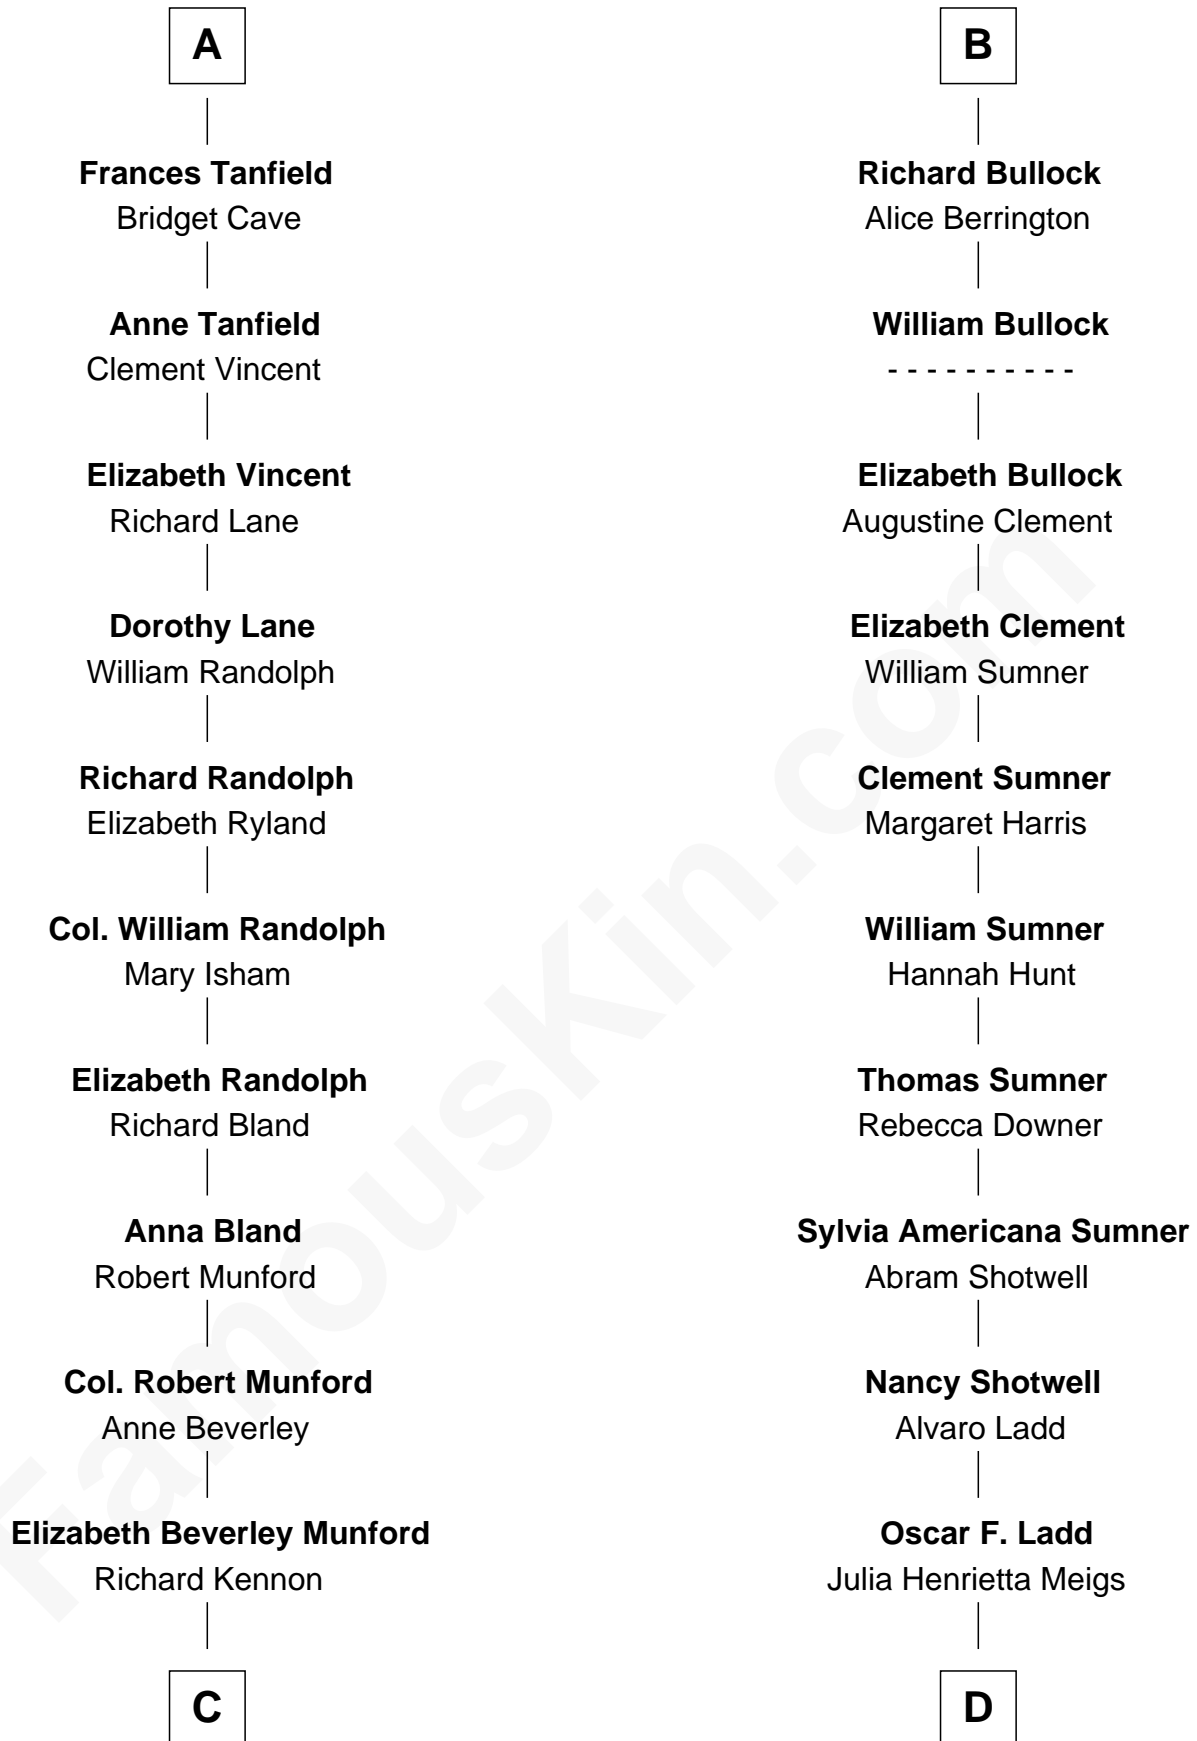 A
Frances Tanfield
Bridget Cave
Anne Tanfield
Clement Vincent
Elizabeth Vincent
Richard Lane
Dorothy Lane
William Randolph
Richard Randolph
Elizabeth Ryland
Col. William Randolph
Mary Isham
Elizabeth Randolph
Richard Bland
Anna Bland
Robert Munford
Col. Robert Munford
Anne Beverley
Elizabeth Beverley Munford
Richard Kennon
C
B
Richard Bullock
Alice Berrington
William Bullock
- - - - - - - - - -
Elizabeth Bullock
Augustine Clement
Elizabeth Clement
William Sumner
Clement Sumner
Margaret Harris
William Sumner
Hannah Hunt
Thomas Sumner
Rebecca Downer
Sylvia Americana Sumner
Abram Shotwell
Nancy Shotwell
Alvaro Ladd
Oscar F. Ladd
Julia Henrietta Meigs
D
FamousKin.com